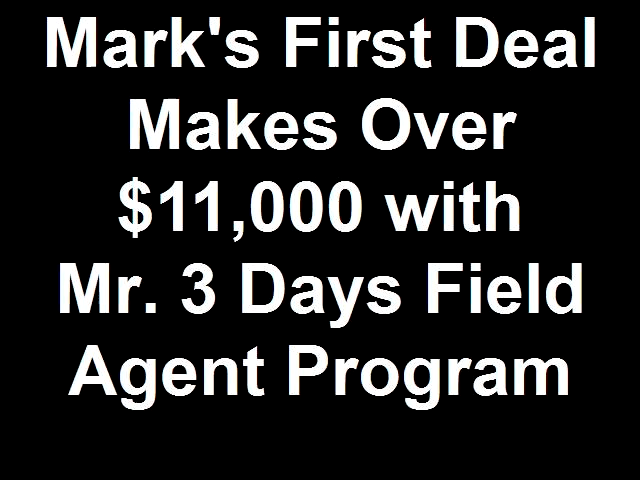 Mark's First Deal
Makes Over
$11,000 with
Mr. 3 Days Field
Agent Program